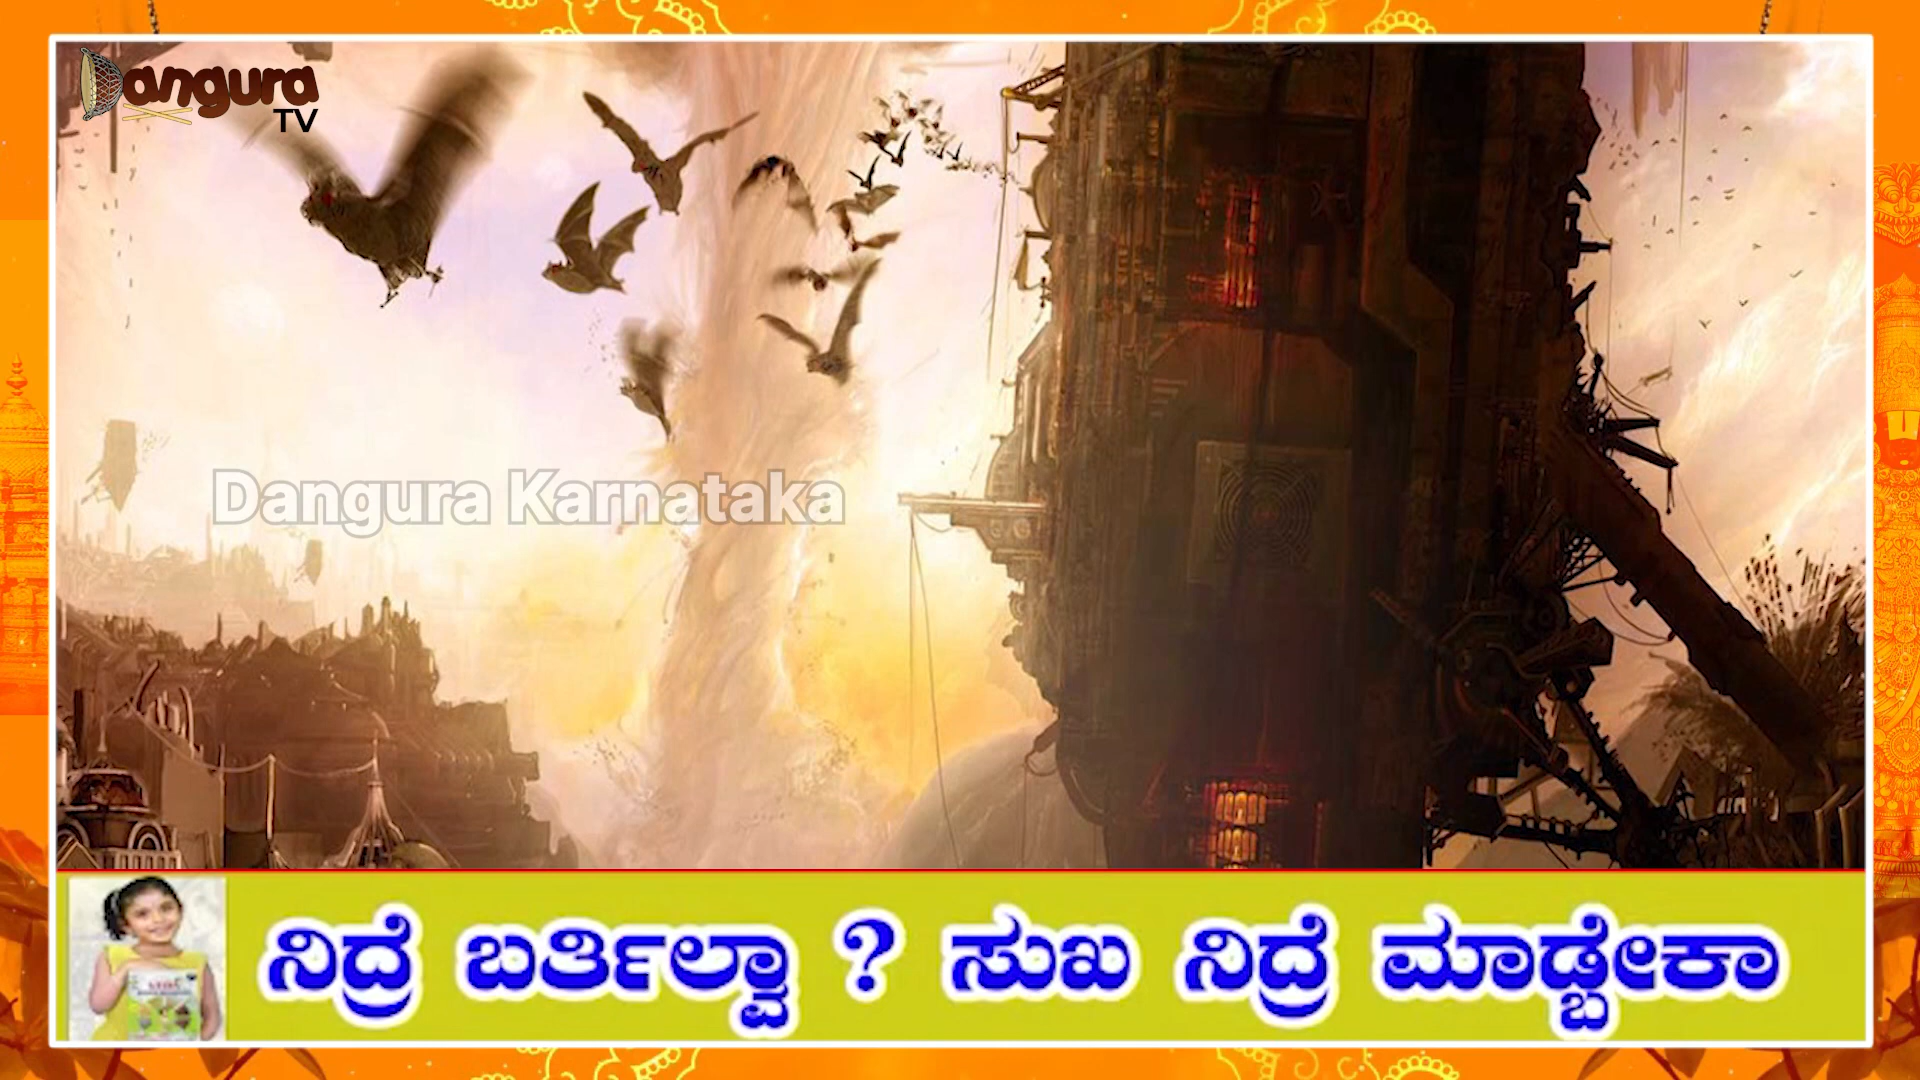 Dangura
TV
Dangura Karnataka
ನಿದ್ರೆ ಬರ್ತಿಲ್ವಾ ? ಸುಖ ನಿದ್ರೆ ಮಾಡ್ಬೇಕಾ